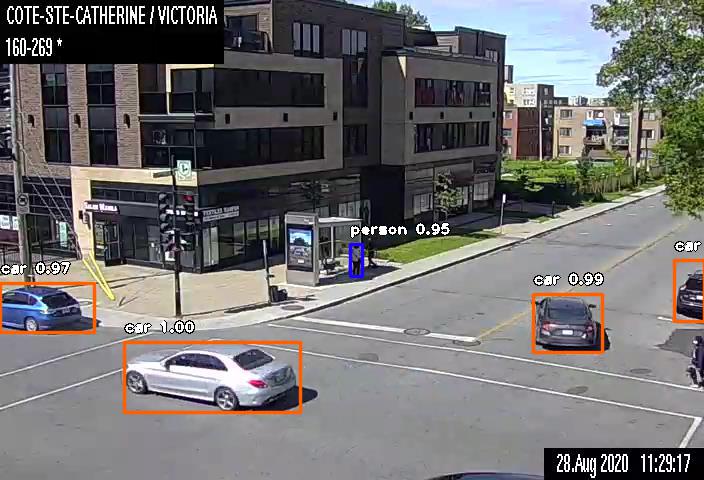 COTE-STE-CATHERINE / VICTORIA
160-269 *
person 0.95
car
car 0.97
car 0.99
car 1.00
28.Aug 2020 11:29:17